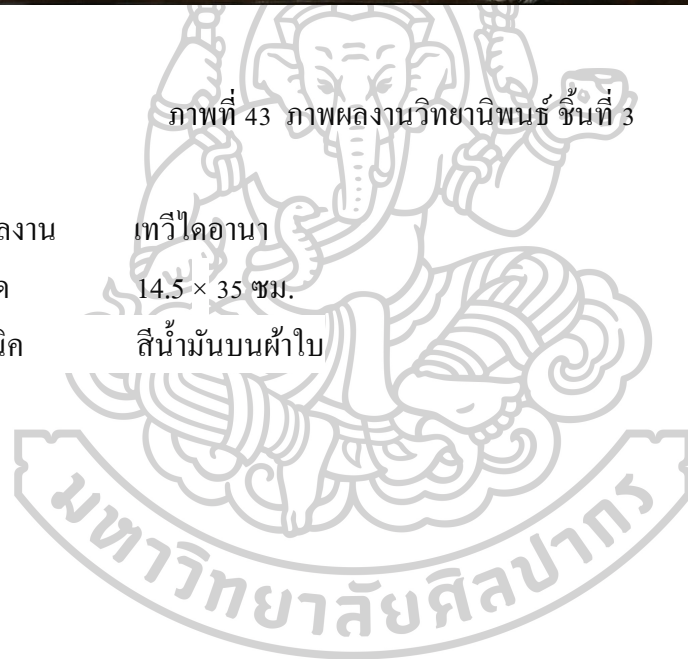 ภาพที่ 43 ภาพผลงานวิทยานิพนธ์ ชิ้นที่ 3
ลงาน เทวีไดอานา
ด 14.5 × 35 ซม.
นิค สีน้ำมันบนผ้าใบ
มหาวิทยาลัยศิลปากร